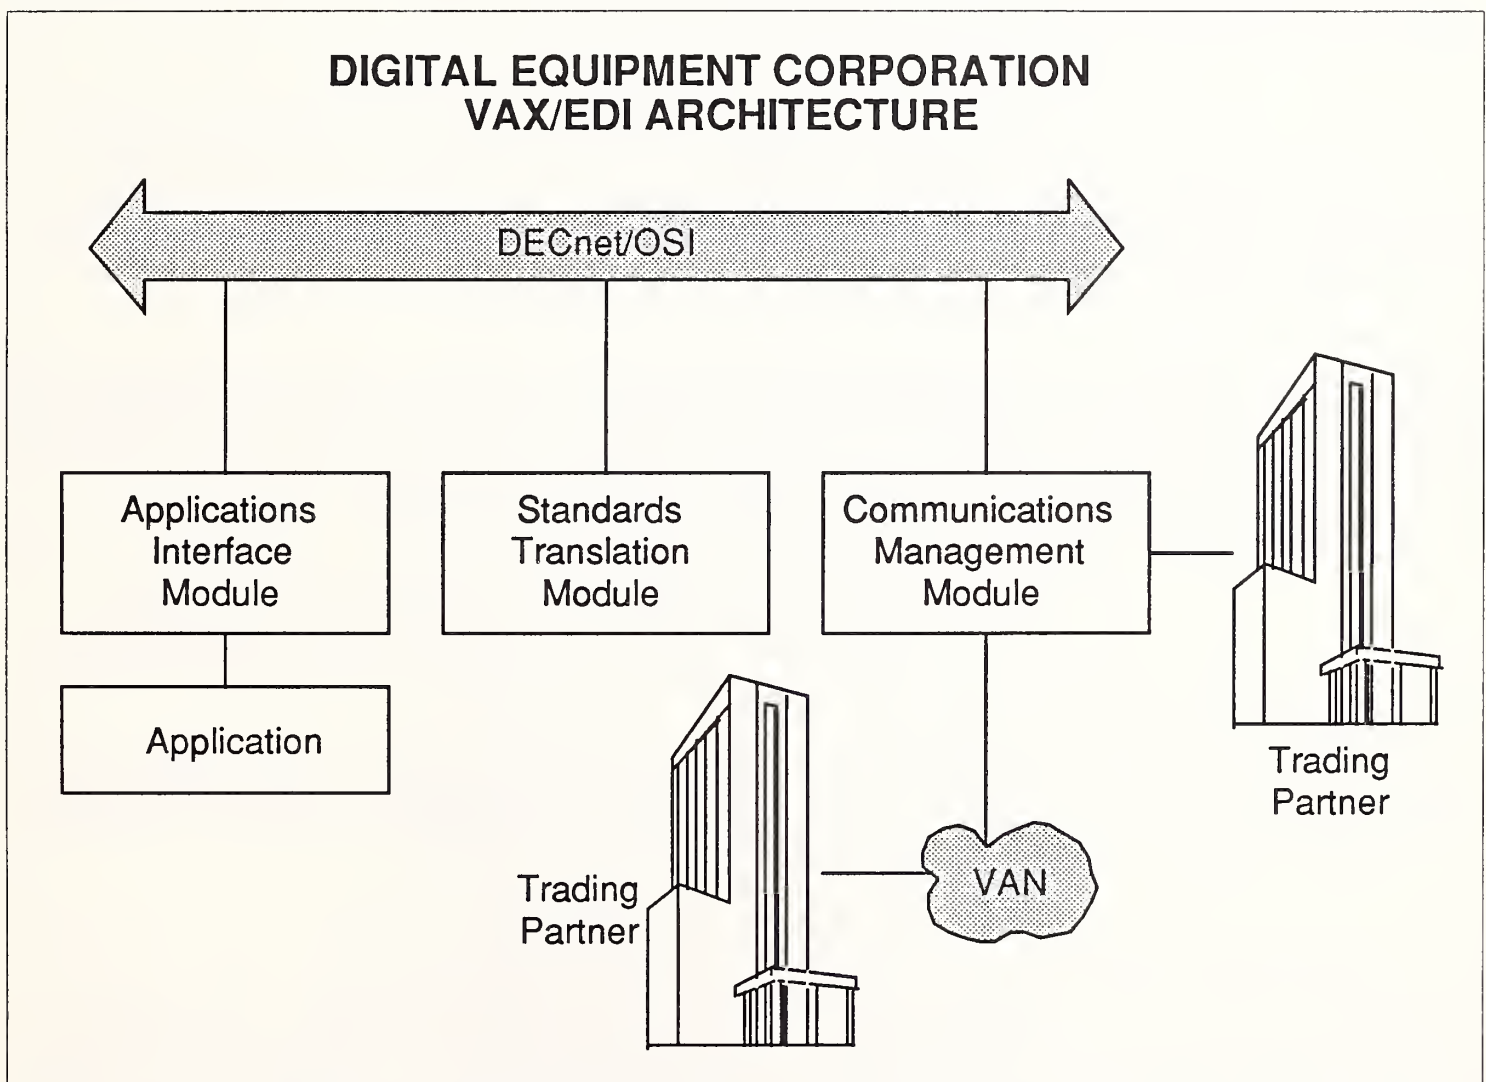 DIGITAL EQUIPMENT CORPORATION
VAX/EDI ARCHITECTURE
DECnet/OSI
Applications
Interface
Module
Standards
Translation
Module
Communications
Management
Module
Application
Trading
Partner
Trading
Partner
VAN